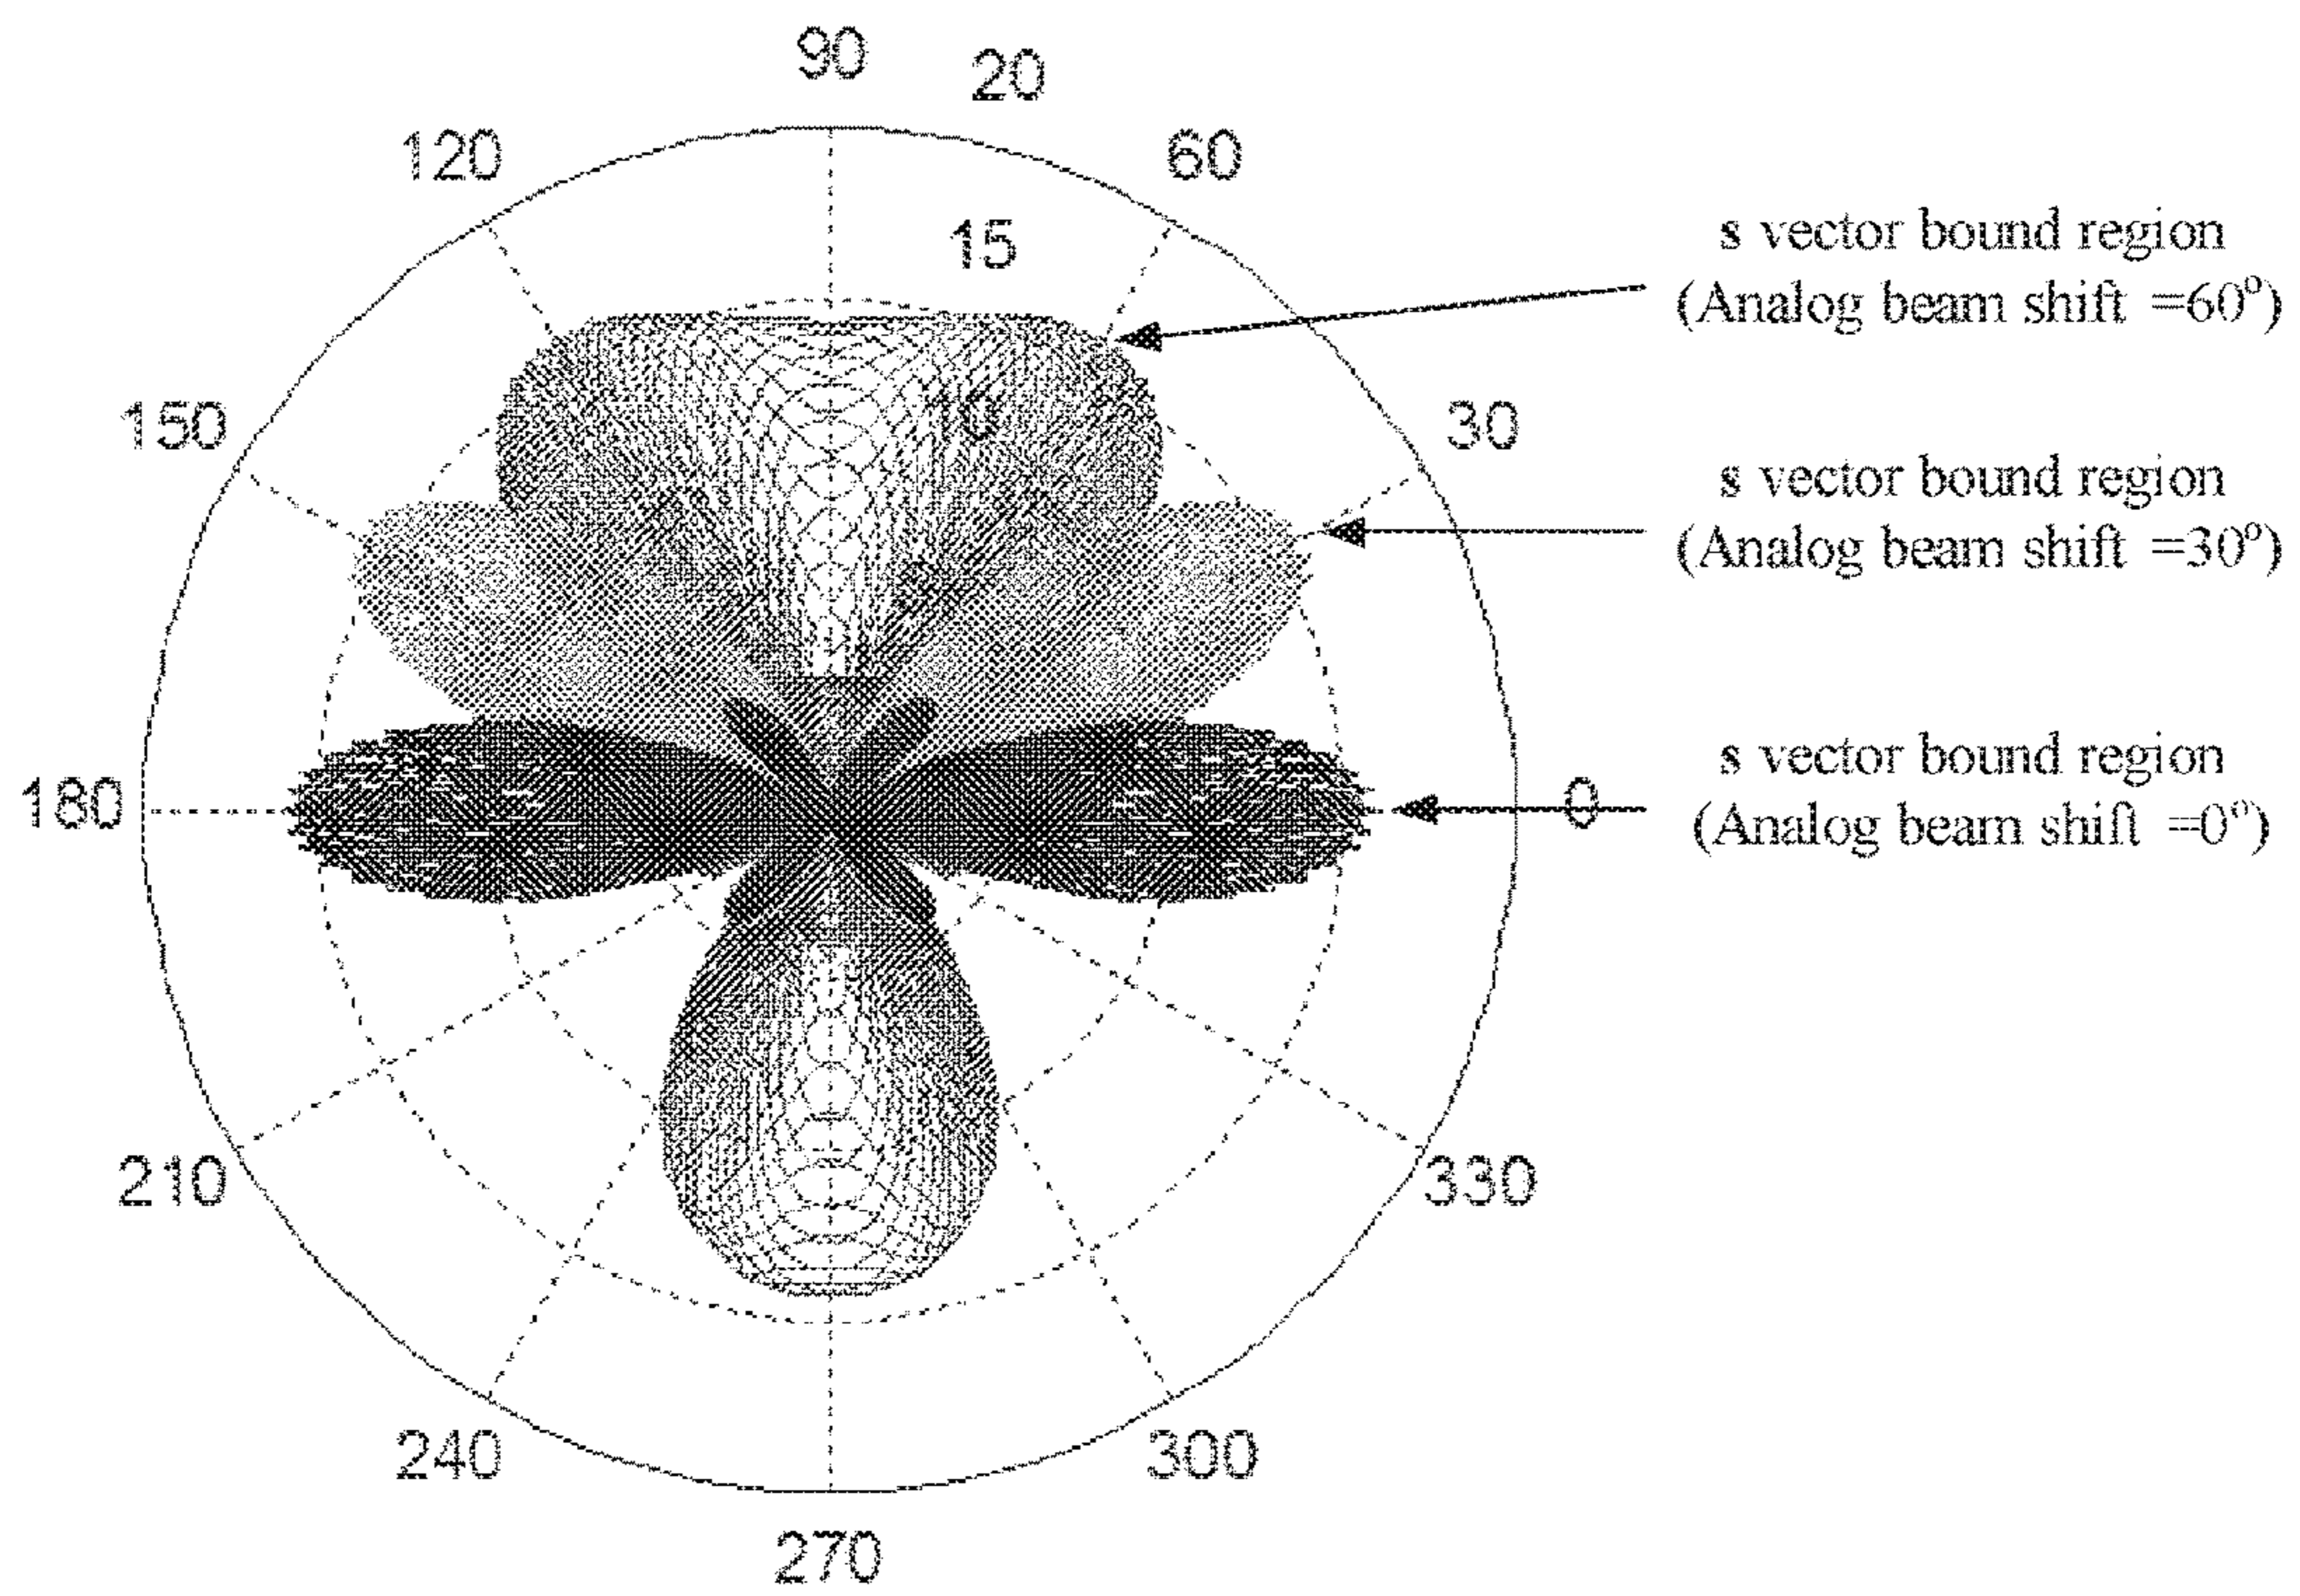 90
20
120
60
15
s vector bound region
(Analog beam shift =60°)
10
150
30
s vector bound region
(Analog beam shift =30°)
s vector bound region
(Analog beam shift =0°)
180
0
210
330
240
300
270